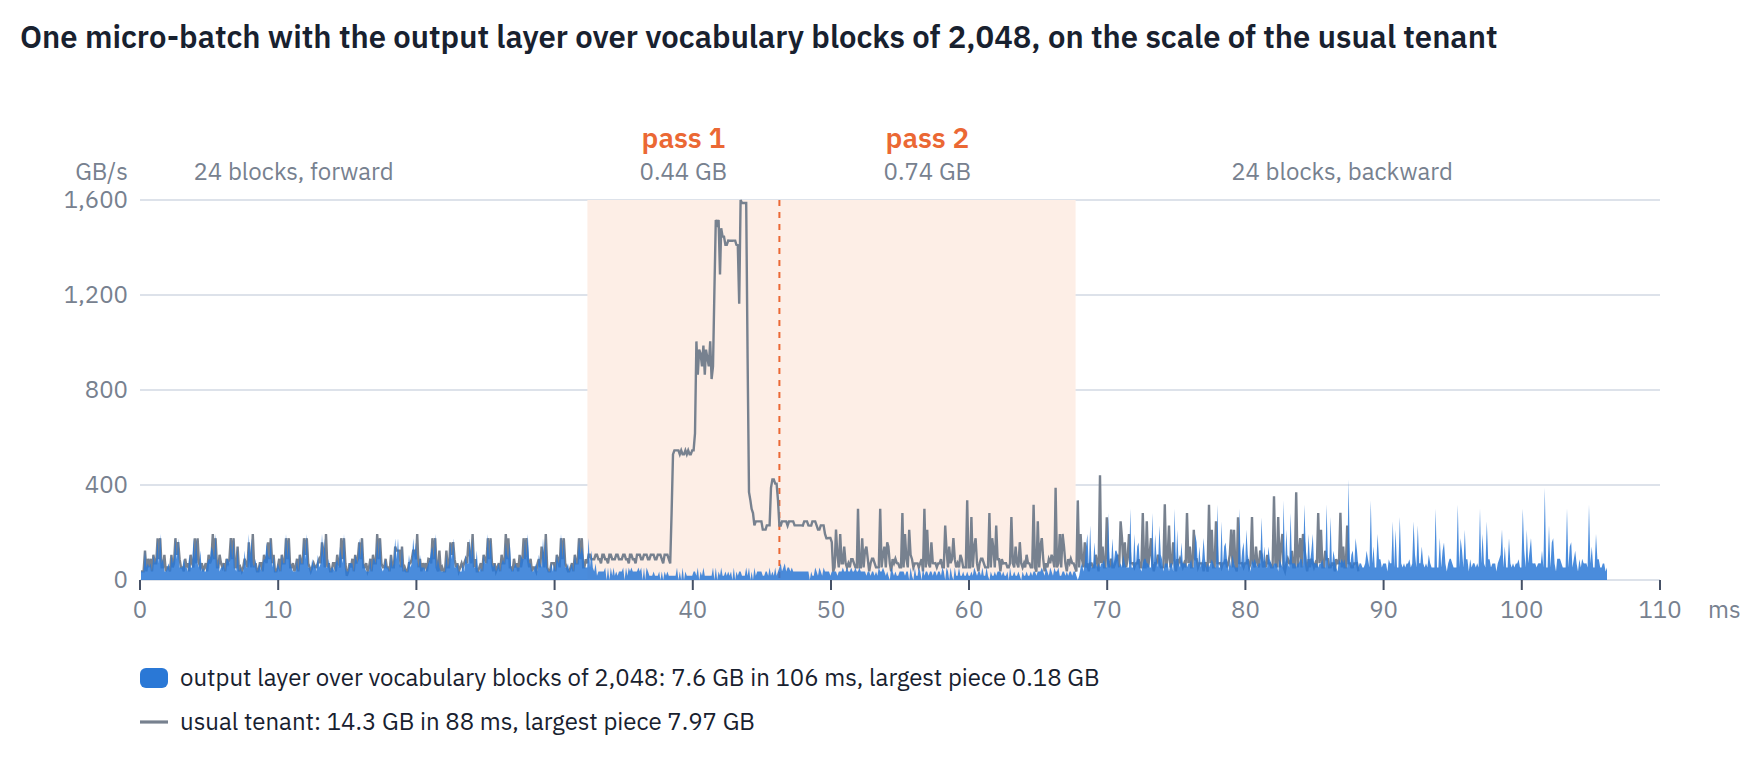 One micro-batch with the output layer over vocabulary blocks of 2,048, on the scale of the usual tenant
pass 1
pass 2
GB/s
24 blocks, forward
0.44 GB
0.74 GB
24 blocks, backward
1,600
1,200
800
400
0
0 10 20 30 40 50 60 70 80 90 100 110 ms
output layer over vocabulary blocks of 2,048: 7.6 GB in 106 ms, largest piece 0.18 GB
usual tenant: 14.3 GB in 88 ms, largest piece 7.97 GB